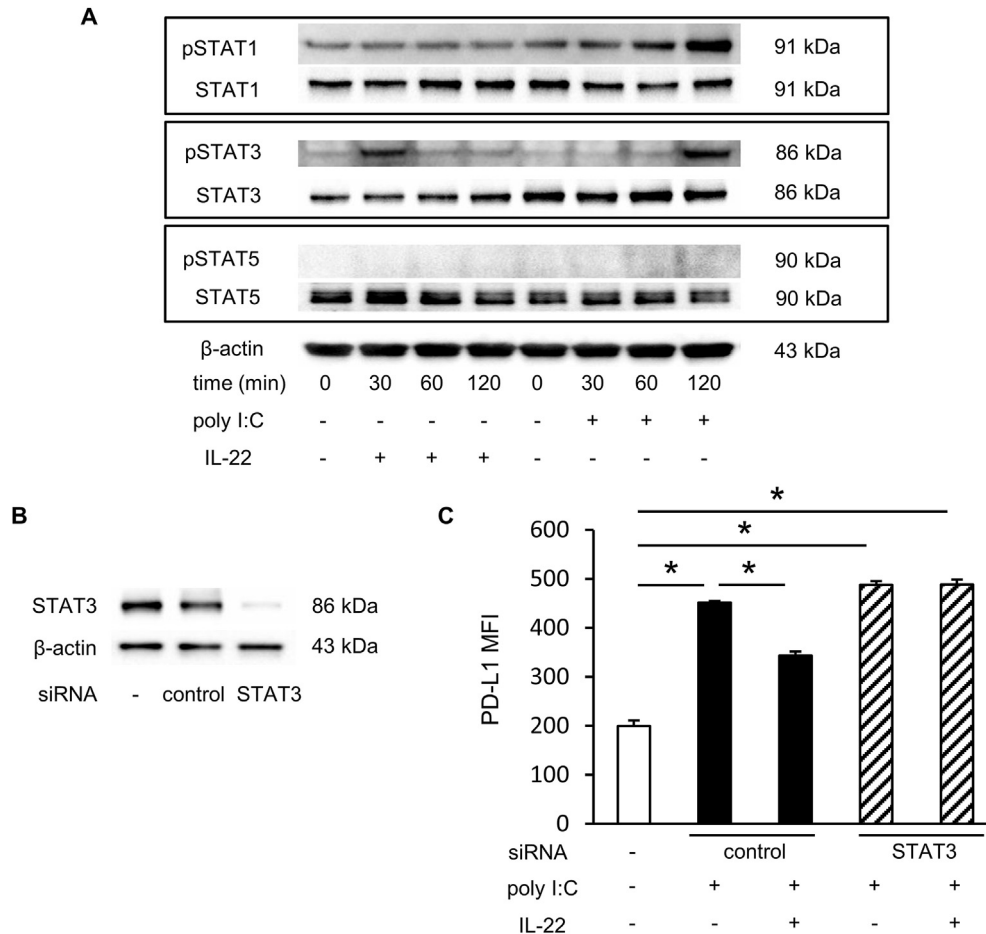 A
pSTAT1 91 kDa
STAT1 91 kDa
pSTAT3 86 kDa
STAT3 86 kDa
pSTAT5 90 kDa
STAT5 90 kDa
β-actin 43 kDa
time (min) 0 30 60 120 0 30 60 120
poly I:C - - - - - + + +
IL-22 - + + + - - - -
B
STAT3 86 kDa
β-actin 43 kDa
siRNA - control STAT3
C
*
*
* *
600
500
400
300
200
100
0
PD-L1 MFI
siRNA - control STAT3
poly I:C - + + + +
IL-22 - - + - +